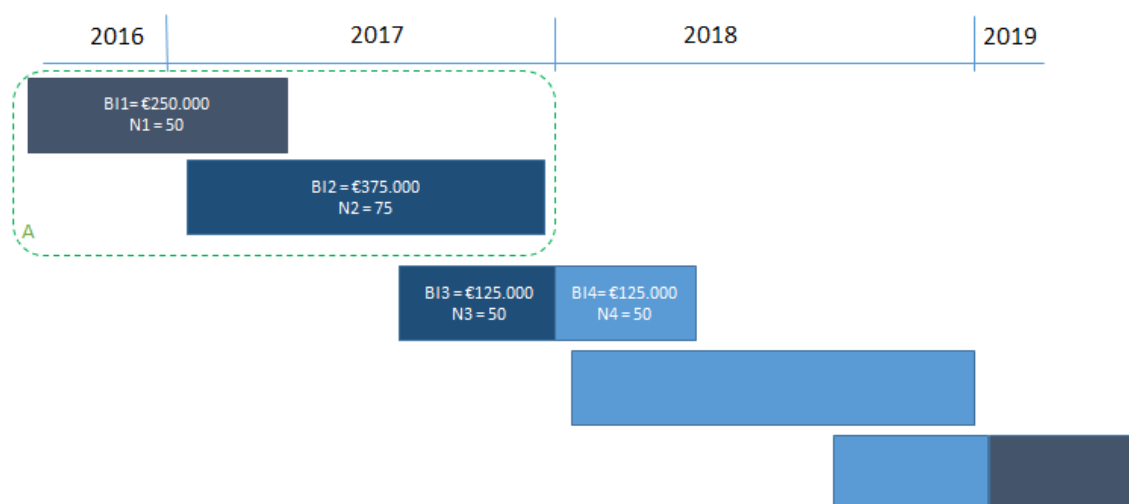 2016 2017 2018 2019
BI1= €250.000
N1 = 50
BI2 = €375.000
N2 = 75
A
BI3 = €125.000
N3 = 50
BI4= €125.000
N4 = 50